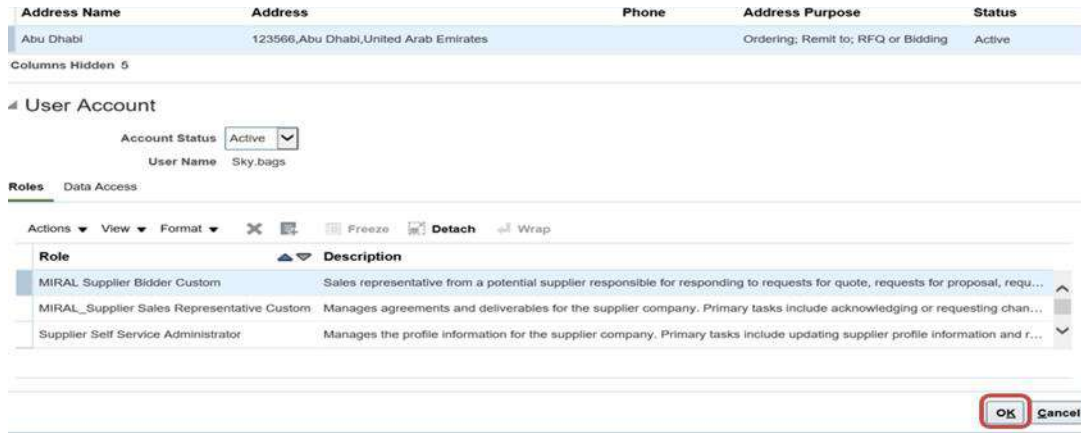 Address Name Address Phone Address Purpose Status
Abu Dhabi 123566,Abu Dhabi,United Arab Emirates Ordering; Remit to; RFQ or Bidding Active
Columns Hidden 5
User Account
Account Status Active
User Name Sky.bags
Roles Data Access
Actions View Format Freeze Detach Wrap
Role Description
MIRAL Supplier Bidder Custom Sales representative from a potential supplier responsible for responding to requests for quote, requests for proposal, requ...
MIRAL_Supplier Sales Representative Custom Manages agreements and deliverables for the supplier company. Primary tasks include acknowledging or requesting chan...
Supplier Self Service Administrator Manages the profile information for the supplier company. Primary tasks include updating supplier profile information and r...
OK Cancel